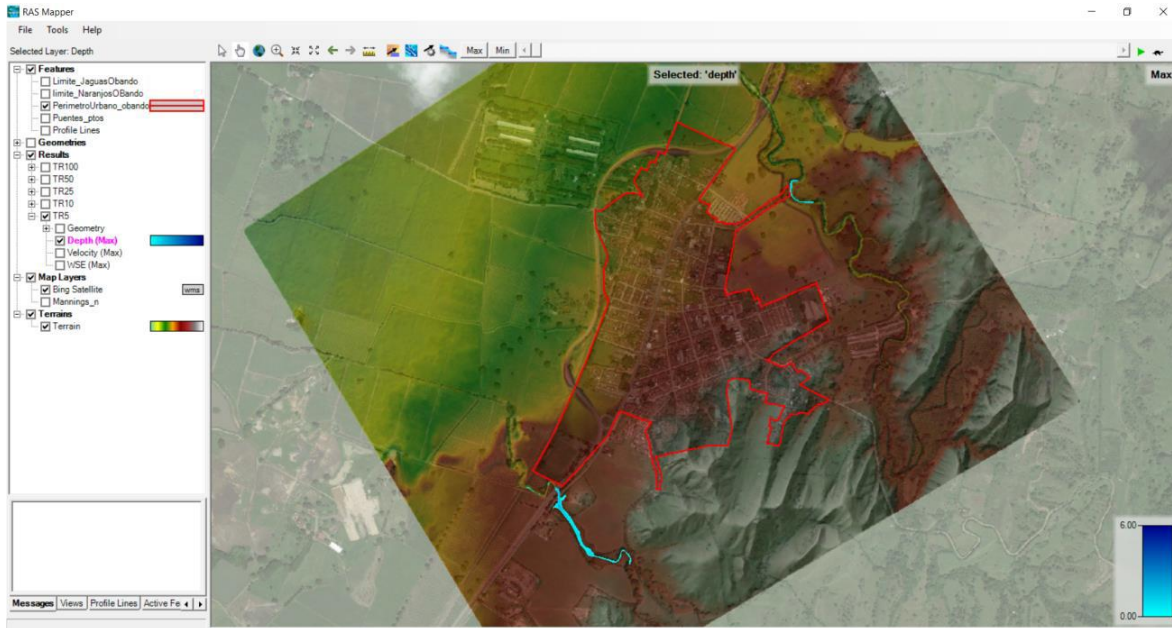 RAS Mapper
File Tools Help
Selected Layer: Depth
Max Min
Features
Limite_JaguasObando
limite_NaranjosOBando
PerimetroUrbano_obando
Puentes_ptos
Profile Lines
Geometries
Results
TR100
TR50
TR25
TR10
TR5
Geometry
Depth (Max)
Velocity (Max)
WSE (Max)
Map Layers
Bing Satellite wms
Mannings_n
Terrains
Terrain
Selected: 'depth'
Max
6.00
0.00
Messages Views Profile Lines Active Fe